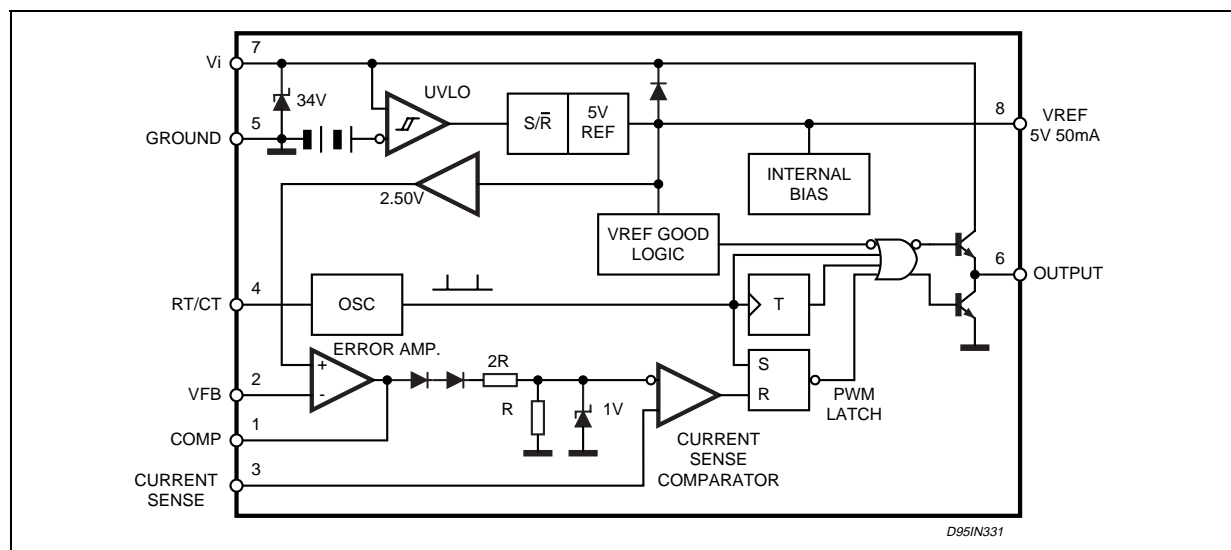 7
Vi
34V
UVLO
S/R̅
5V
REF
8
VREF
5V 50mA
5
GROUND
2.50V
INTERNAL
BIAS
VREF GOOD
LOGIC
6
OUTPUT
4
RT/CT
OSC
T
ERROR AMP.
+
-
2R
R
1V
S
R
PWM
LATCH
2
VFB
1
COMP
CURRENT
SENSE
COMPARATOR
3
CURRENT
SENSE
D95IN331